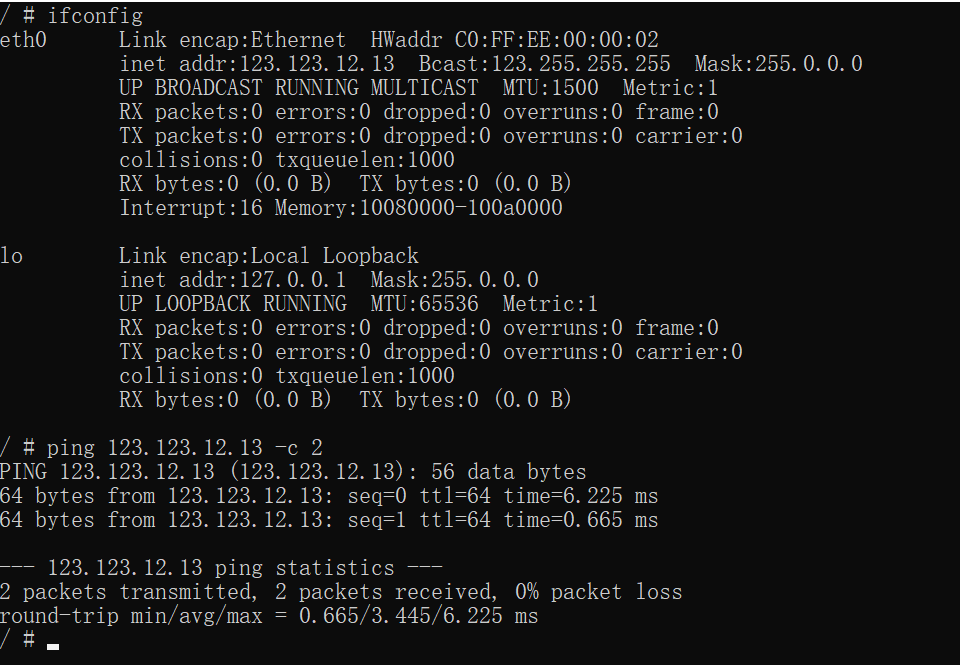 / # ifconfig
eth0      Link encap:Ethernet  HWaddr C0:FF:EE:00:00:02
          inet addr:123.123.12.13  Bcast:123.255.255.255  Mask:255.0.0.0
          UP BROADCAST RUNNING MULTICAST  MTU:1500  Metric:1
          RX packets:0 errors:0 dropped:0 overruns:0 frame:0
          TX packets:0 errors:0 dropped:0 overruns:0 carrier:0
          collisions:0 txqueuelen:1000
          RX bytes:0 (0.0 B)  TX bytes:0 (0.0 B)
          Interrupt:16 Memory:10080000-100a0000
lo        Link encap:Local Loopback
          inet addr:127.0.0.1  Mask:255.0.0.0
          UP LOOPBACK RUNNING  MTU:65536  Metric:1
          RX packets:0 errors:0 dropped:0 overruns:0 frame:0
          TX packets:0 errors:0 dropped:0 overruns:0 carrier:0
          collisions:0 txqueuelen:1000
          RX bytes:0 (0.0 B)  TX bytes:0 (0.0 B)
/ # ping 123.123.12.13 -c 2
PING 123.123.12.13 (123.123.12.13): 56 data bytes
64 bytes from 123.123.12.13: seq=0 ttl=64 time=6.225 ms
64 bytes from 123.123.12.13: seq=1 ttl=64 time=0.665 ms
--- 123.123.12.13 ping statistics ---
2 packets transmitted, 2 packets received, 0% packet loss
round-trip min/avg/max = 0.665/3.445/6.225 ms
/ #